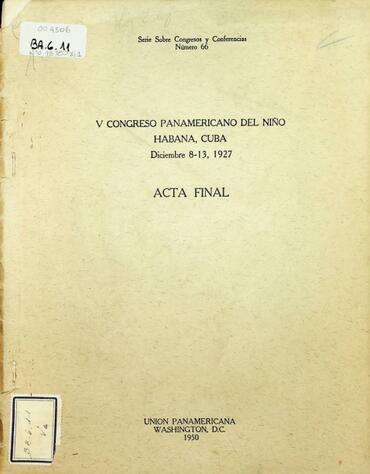 004306
BA.6.11
Serie Sobre Congresos y Conferencias
Número 66
V CONGRESO PANAMERICANO DEL NIÑO
HABANA, CUBA
Diciembre 8-13, 1927
ACTA FINAL
UNION PANAMERICANA
WASHINGTON, D.C.
1950